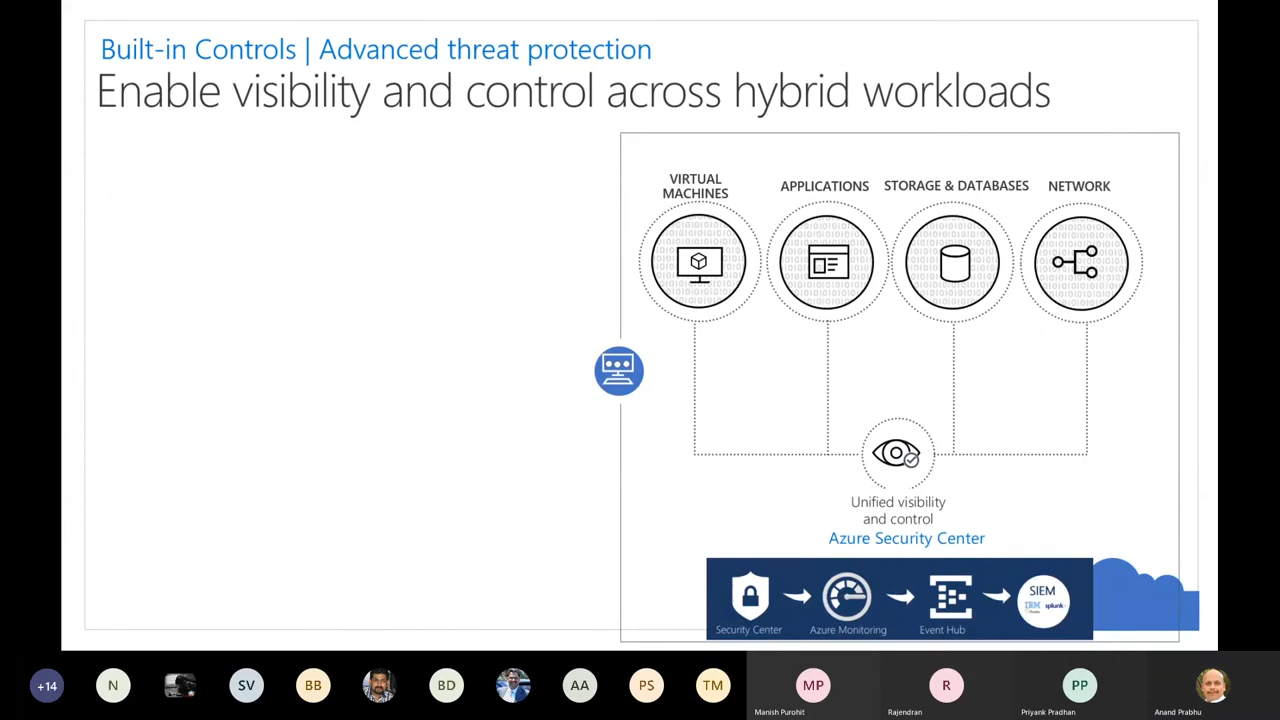 Built-in Controls | Advanced threat protection
Enable visibility and control across hybrid workloads
VIRTUAL
MACHINES
APPLICATIONS
STORAGE & DATABASES
NETWORK
Unified visibility
and control
Azure Security Center
Security Center
Azure Monitoring
Event Hub
SIEM
IBM
splunk>
+14
N
SV
BB
BD
AA
PS
TM
MP
R
PP
Manish Purohit
Rajendran
Priyank Pradhan
Anand Prabhu